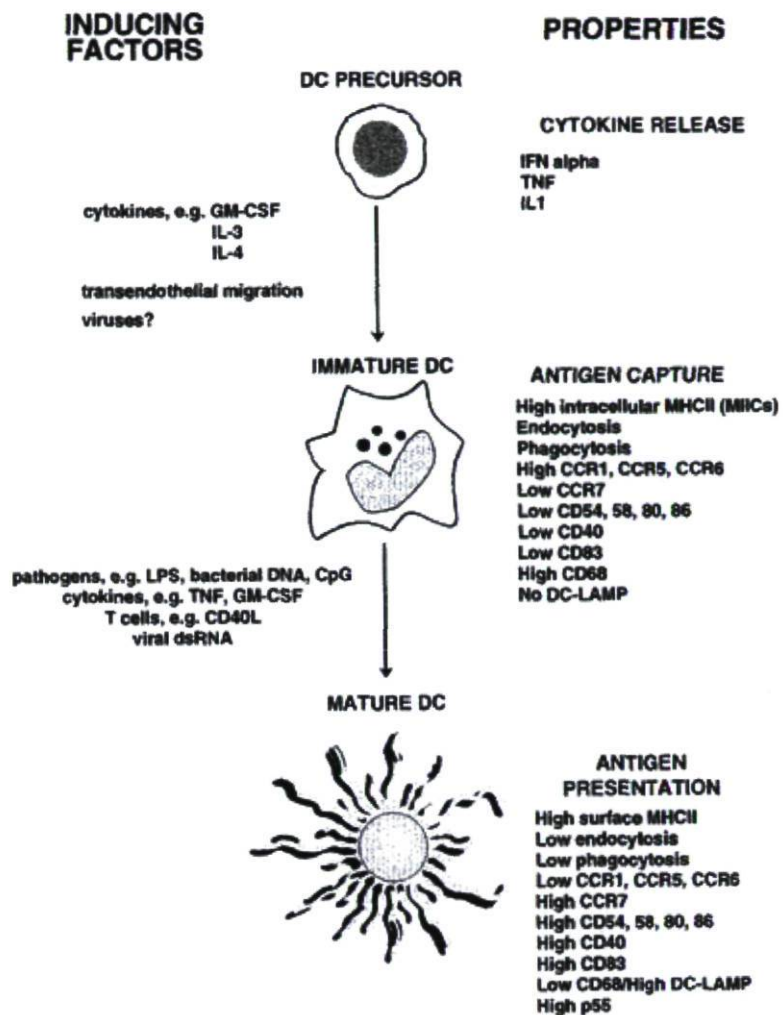 INDUCING
FACTORS
PROPERTIES
DC PRECURSOR
CYTOKINE RELEASE
IFN alpha
TNF
IL1
cytokines, e.g. GM-CSF
IL-3
IL-4
transendothelial migration
viruses?
IMMATURE DC
ANTIGEN CAPTURE
High intracellular MHCII (MIICs)
Endocytosis
Phagocytosis
High CCR1, CCR5, CCR6
Low CCR7
Low CD54, 58, 80, 86
Low CD40
Low CD83
High CD68
No DC-LAMP
pathogens, e.g. LPS, bacterial DNA, CpG
cytokines, e.g. TNF, GM-CSF
T cells, e.g. CD40L
viral dsRNA
MATURE DC
ANTIGEN
PRESENTATION
High surface MHCII
Low endocytosis
Low phagocytosis
Low CCR1, CCR5, CCR6
High CCR7
High CD54, 58, 80, 86
High CD40
High CD83
Low CD68/High DC-LAMP
High p55